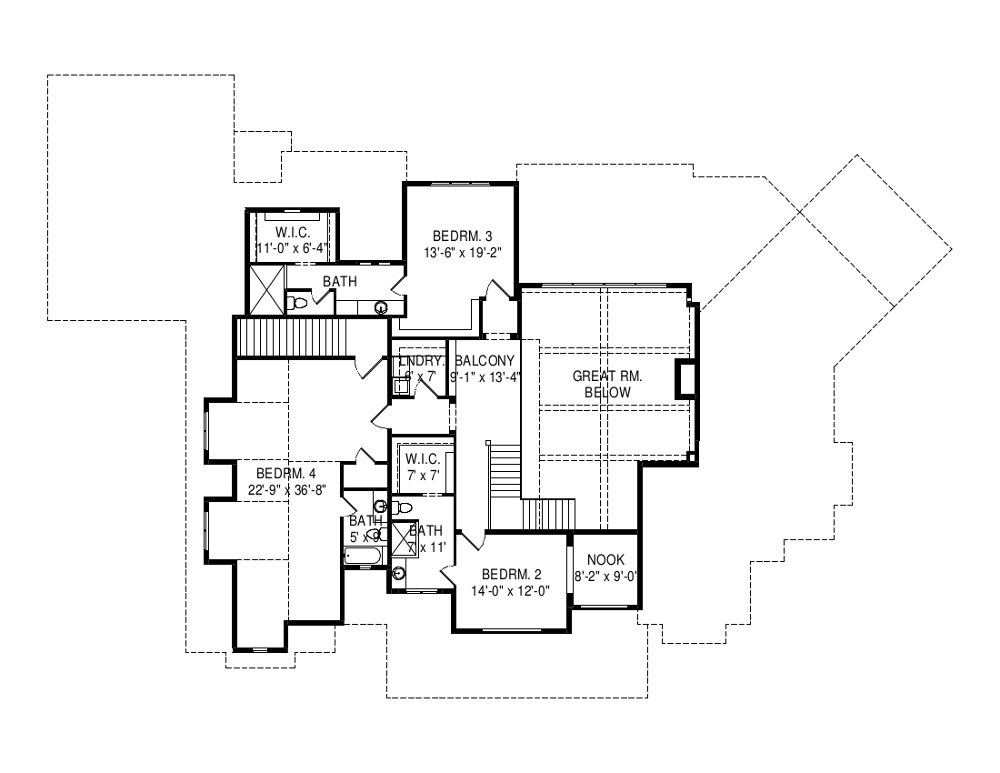 W.I.C.
11'-0" x 6'-4"
BEDRM. 3
13'-6" x 19'-2"
BATH
LNDRY.
6' x 7'
BALCONY
9'-1" x 13'-4"
GREAT RM.
BELOW
W.I.C.
7' x 7'
BEDRM. 4
22'-9" x 36'-8"
BATH
5' x 9'
BATH
7' x 11'
NOOK
8'-2" x 9'-0"
BEDRM. 2
14'-0" x 12'-0"